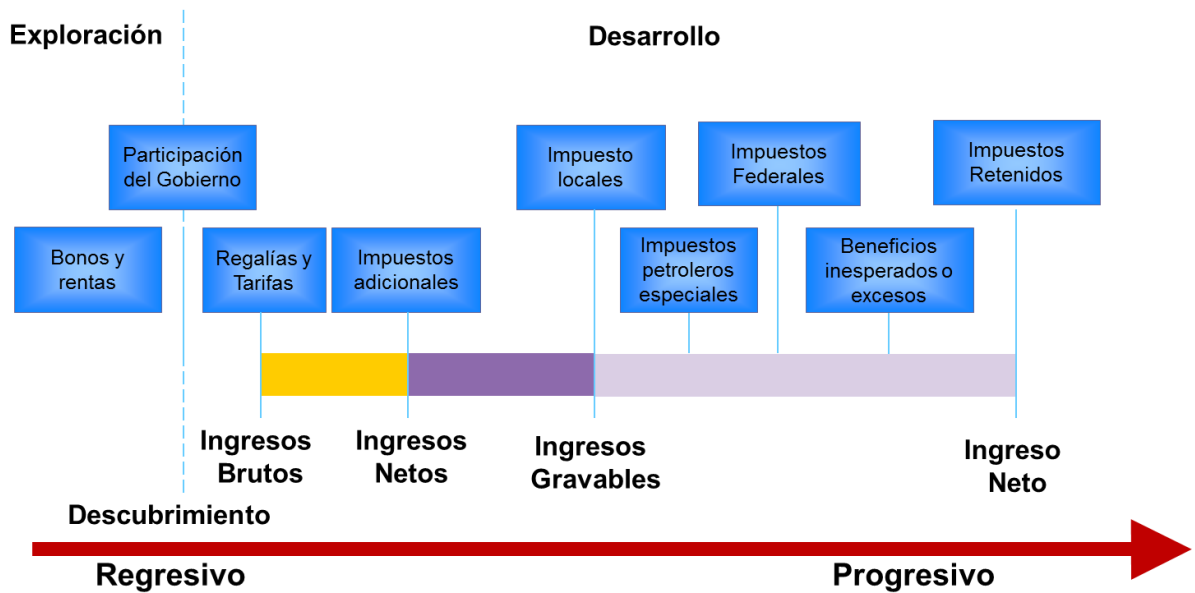 Exploración
Desarrollo
Participación
del Gobierno
Impuesto
locales
Impuestos
Federales
Impuestos
Retenidos
Bonos y
rentas
Regalías y
Tarifas
Impuestos
adicionales
Impuestos
petroleros
especiales
Beneficios
inesperados o
excesos
Ingresos
Brutos
Ingresos
Netos
Ingresos
Gravables
Ingreso
Neto
Descubrimiento
Regresivo
Progresivo